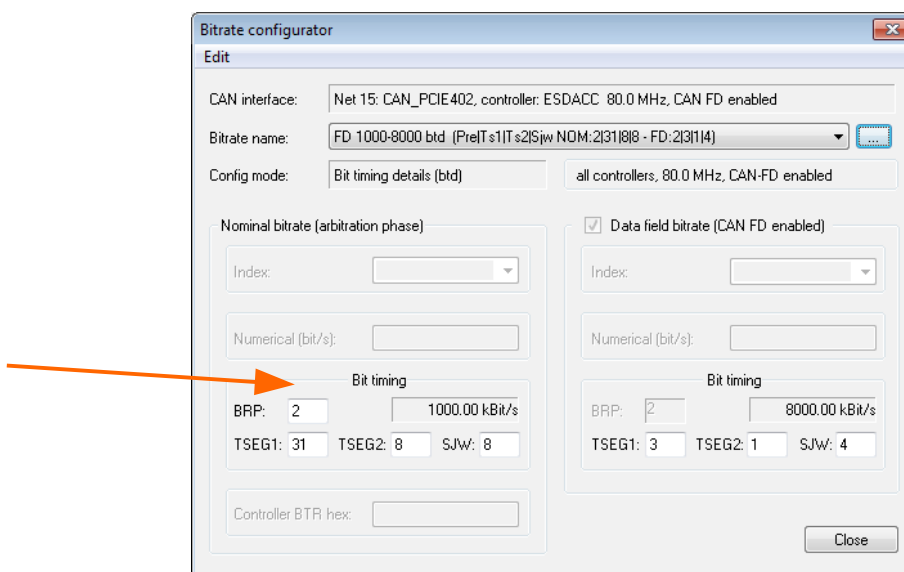 Bitrate configurator
Edit
CAN interface: Net 15: CAN_PCIE402, controller: ESDACC 80.0 MHz, CAN FD enabled
Bitrate name: FD 1000-8000 btd (Pre|Ts1|Ts2|Sjw NOM:2|31|8|8 - FD:2|3|1|4) ...
Config mode: Bit timing details (btd) all controllers, 80.0 MHz, CAN-FD enabled
Nominal bitrate (arbitration phase)
Index:
Numerical (bit/s):
Bit timing
BRP: 2 1000.00 kBit/s
TSEG1: 31 TSEG2: 8 SJW: 8
Controller BTR hex:
Data field bitrate (CAN FD enabled)
Index:
Numerical (bit/s):
Bit timing
BRP: 2 8000.00 kBit/s
TSEG1: 3 TSEG2: 1 SJW: 4
Close